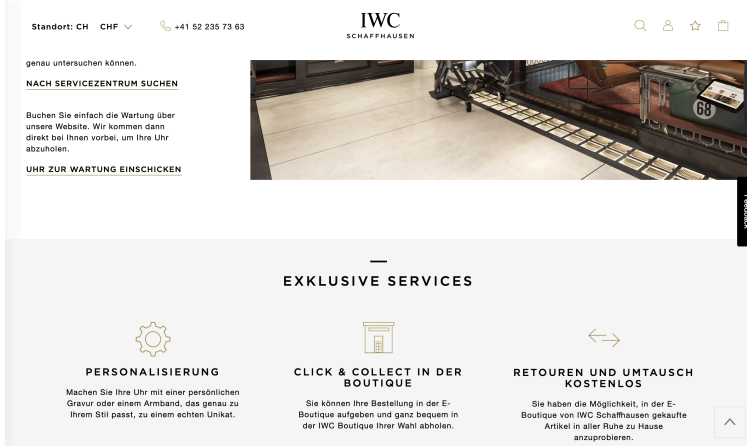 Standort: CH CHF +41 52 235 73 63
IWC
SCHAFFHAUSEN
genau untersuchen können.
NACH SERVICEZENTRUM SUCHEN
Buchen Sie einfach die Wartung über
unsere Website. Wir kommen dann
direkt bei Ihnen vorbei, um Ihre Uhr
abzuholen.
UHR ZUR WARTUNG EINSCHICKEN
68
Feedback
EXKLUSIVE SERVICES
PERSONALISIERUNG
Machen Sie Ihre Uhr mit einer persönlichen
Gravur oder einem Armband, das genau zu
Ihrem Stil passt, zu einem echten Unikat.
CLICK & COLLECT IN DER
BOUTIQUE
Sie können Ihre Bestellung in der E-
Boutique aufgeben und ganz bequem in
der IWC Boutique Ihrer Wahl abholen.
RETOUREN UND UMTAUSCH
KOSTENLOS
Sie haben die Möglichkeit, in der E-
Boutique von IWC Schaffhausen gekaufte
Artikel in aller Ruhe zu Hause
anzuprobieren.